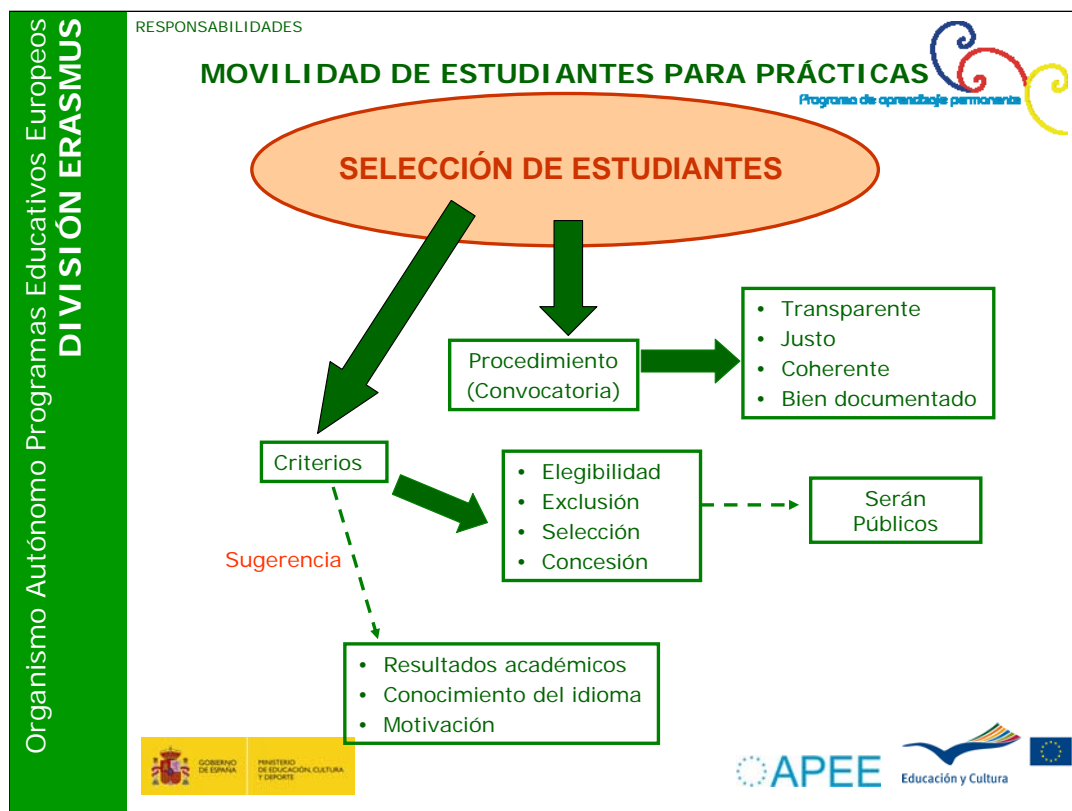 Organismo Autónomo Programas Educativos Europeos
DIVISIÓN ERASMUS
RESPONSABILIDADES
MOVILIDAD DE ESTUDIANTES PARA PRÁCTICAS
Programa de aprendizaje permanente
SELECCIÓN DE ESTUDIANTES
Procedimiento
(Convocatoria)
• Transparente
• Justo
• Coherente
• Bien documentado
Criterios
• Elegibilidad
• Exclusión
• Selección
• Concesión
Serán
Públicos
Sugerencia
• Resultados académicos
• Conocimiento del idioma
• Motivación
GOBIERNO
DE ESPAÑA
MINISTERIO
DE EDUCACIÓN, CULTURA
Y DEPORTE
APEE
Educación y Cultura